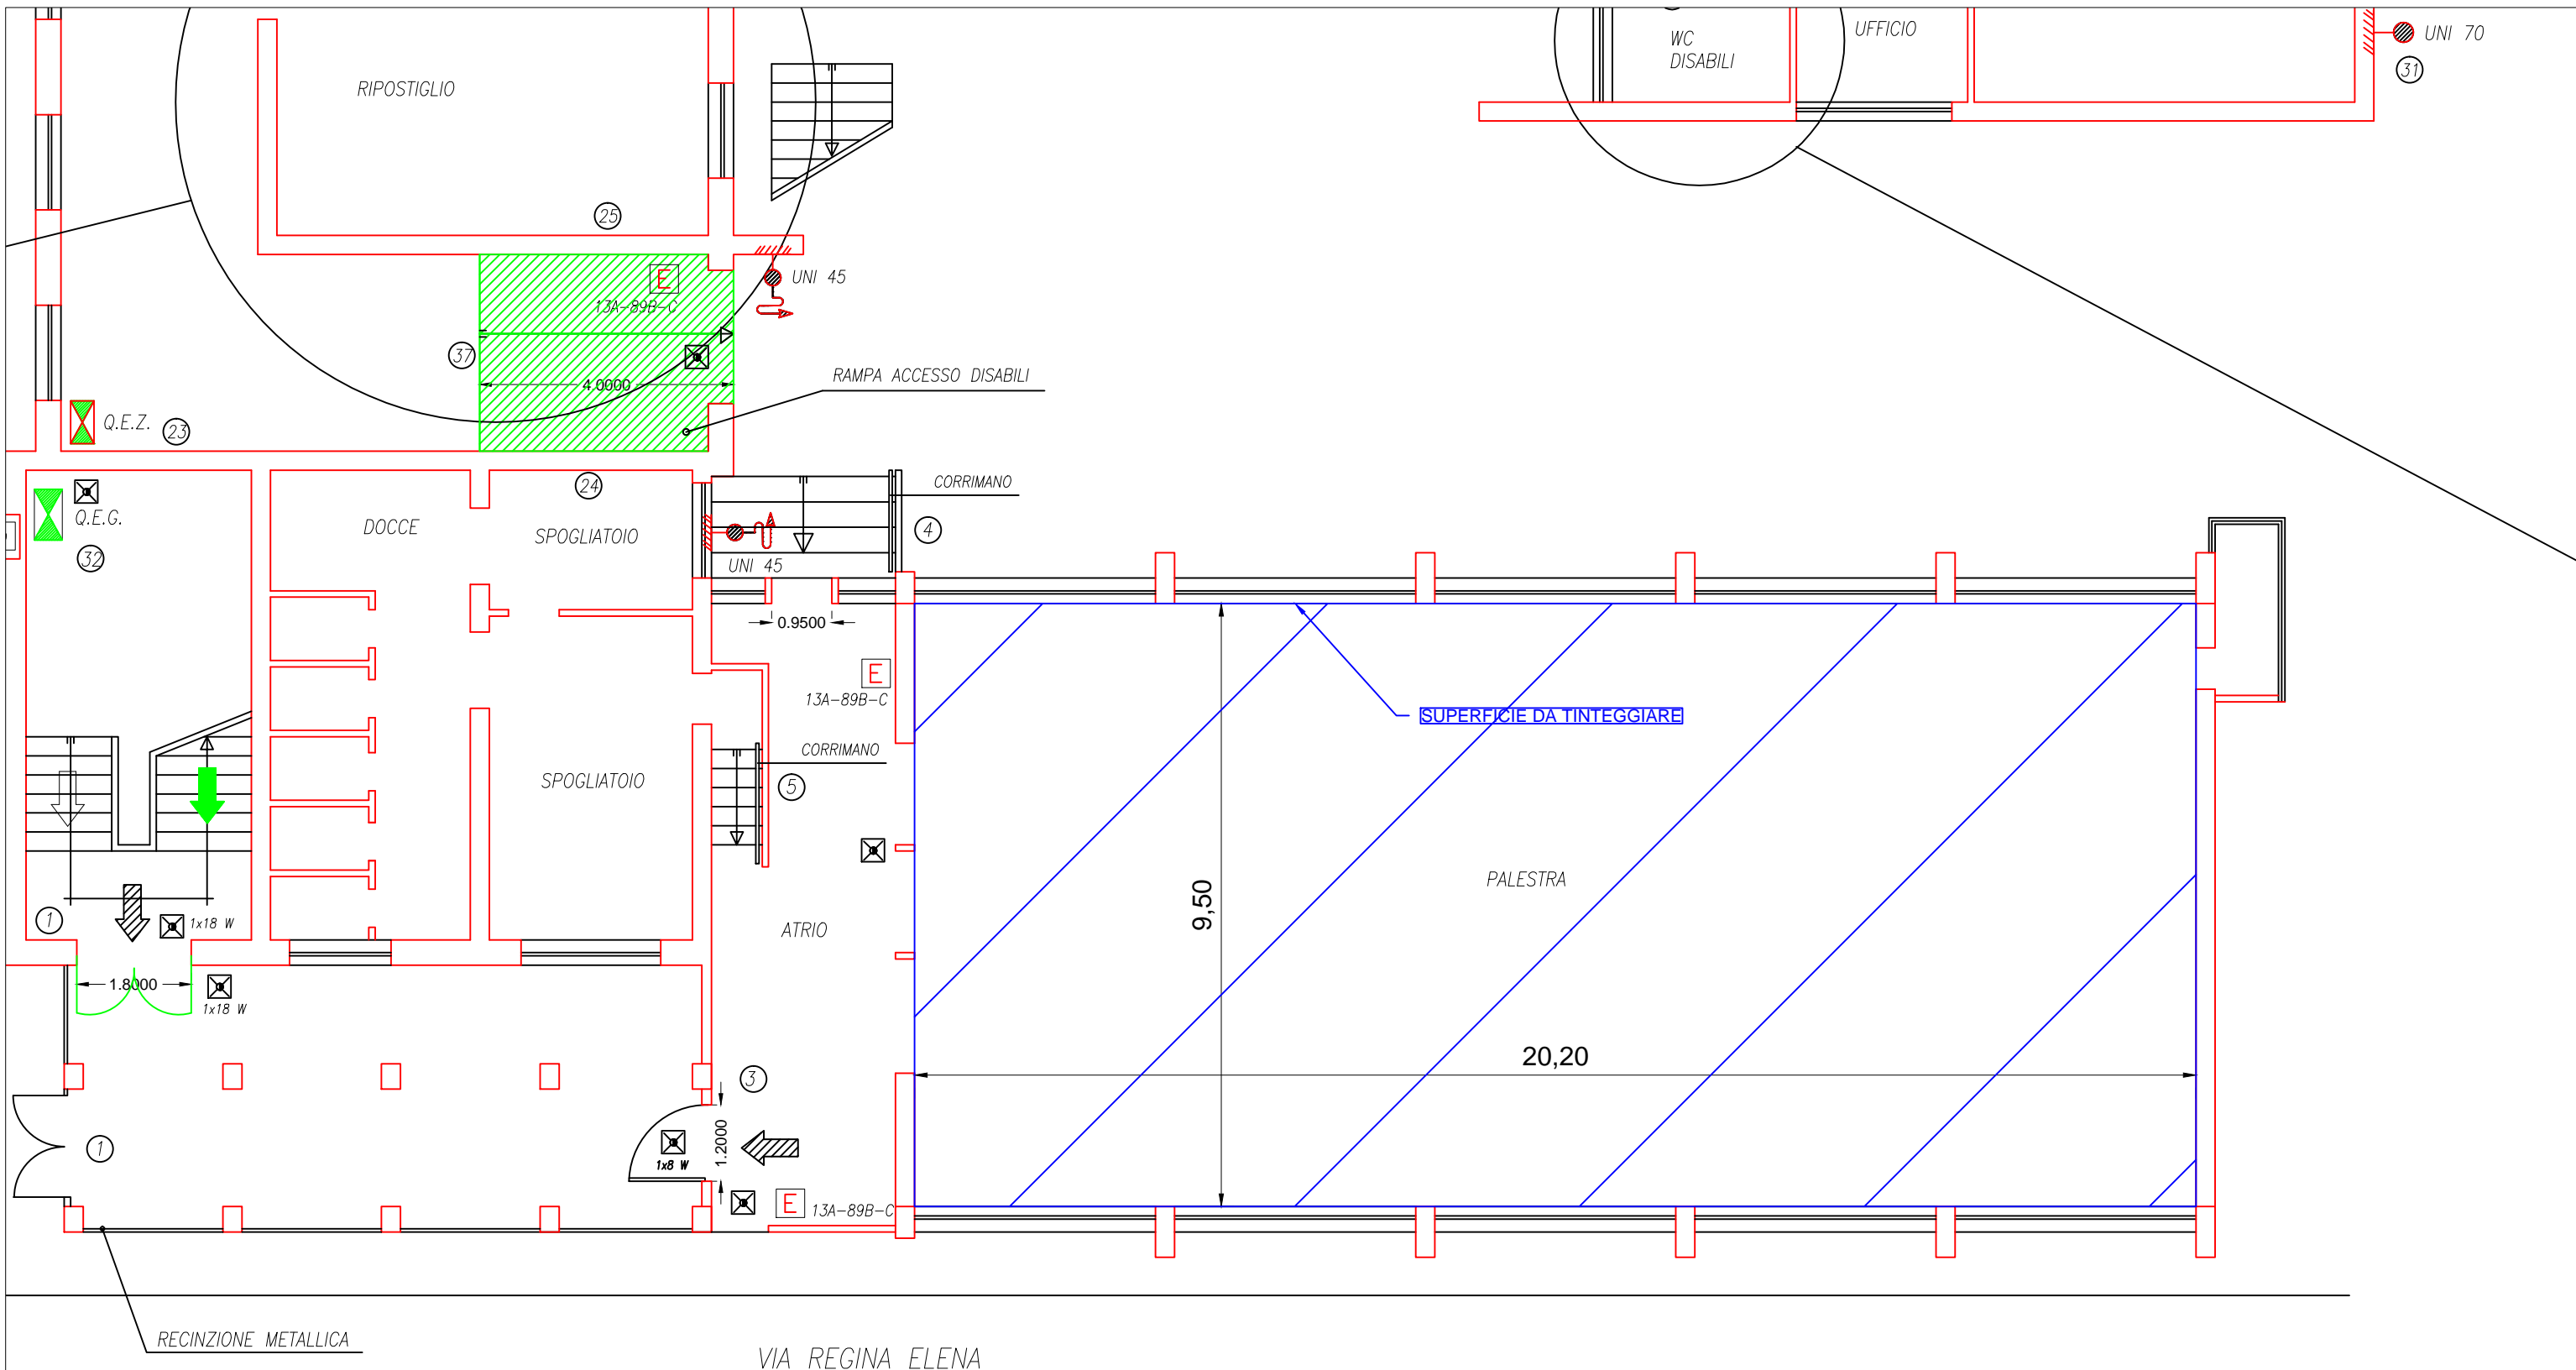 RIPOSTIGLIO
WC
DISABILI
UFFICIO
UNI 70
31
25
E
13A-89B-C
UNI 45
37
4.0000
RAMPA ACCESSO DISABILI
Q.E.Z.
23
Q.E.G.
32
DOCCE
24
SPOGLIATOIO
CORRIMANO
4
UNI 45
0.9500
E
13A-89B-C
SUPERFICIE DA TINTEGGIARE
CORRIMANO
5
SPOGLIATOIO
PALESTRA
9,50
ATRIO
1
1x18 W
1.8000
1x18 W
20,20
3
1.2000
1
1x8 W
E
13A-89B-C
RECINZIONE METALLICA
VIA REGINA ELENA